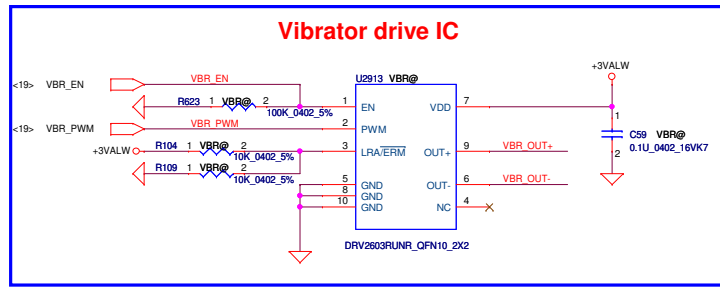 Vibrator drive IC
<19> VBR_EN
VBR_EN
U2913 VBR@
+3VALW
R623 1 VBR@ 2
100K_0402_5%
1 EN
VDD 7
<19> VBR_PWM
VBR_PWM
2 PWM
1
C59 VBR@
0.1U_0402_16VK7
2
+3VALW
R104 1 VBR@ 2
10K_0402_5%
3 LRA/ERM
OUT+ 9
VBR_OUT+
R109 1 VBR@ 2
10K_0402_5%
5 GND
8 GND
10 GND
OUT- 6
VBR_OUT-
NC 4
DRV2603RUNR_QFN10_2X2